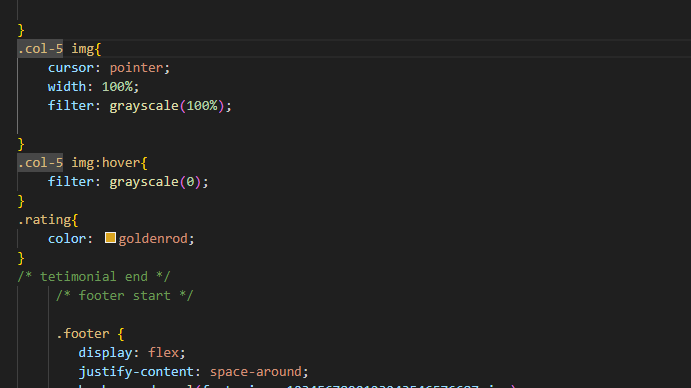 }
.col-5 img{
cursor: pointer;
width: 100%;
filter: grayscale(100%);
}
.col-5 img:hover{
filter: grayscale(0);
}
.rating{
color: goldenrod;
}
/* tetimonial end */
/* footer start */
.footer {
display: flex;
justify-content: space-around;